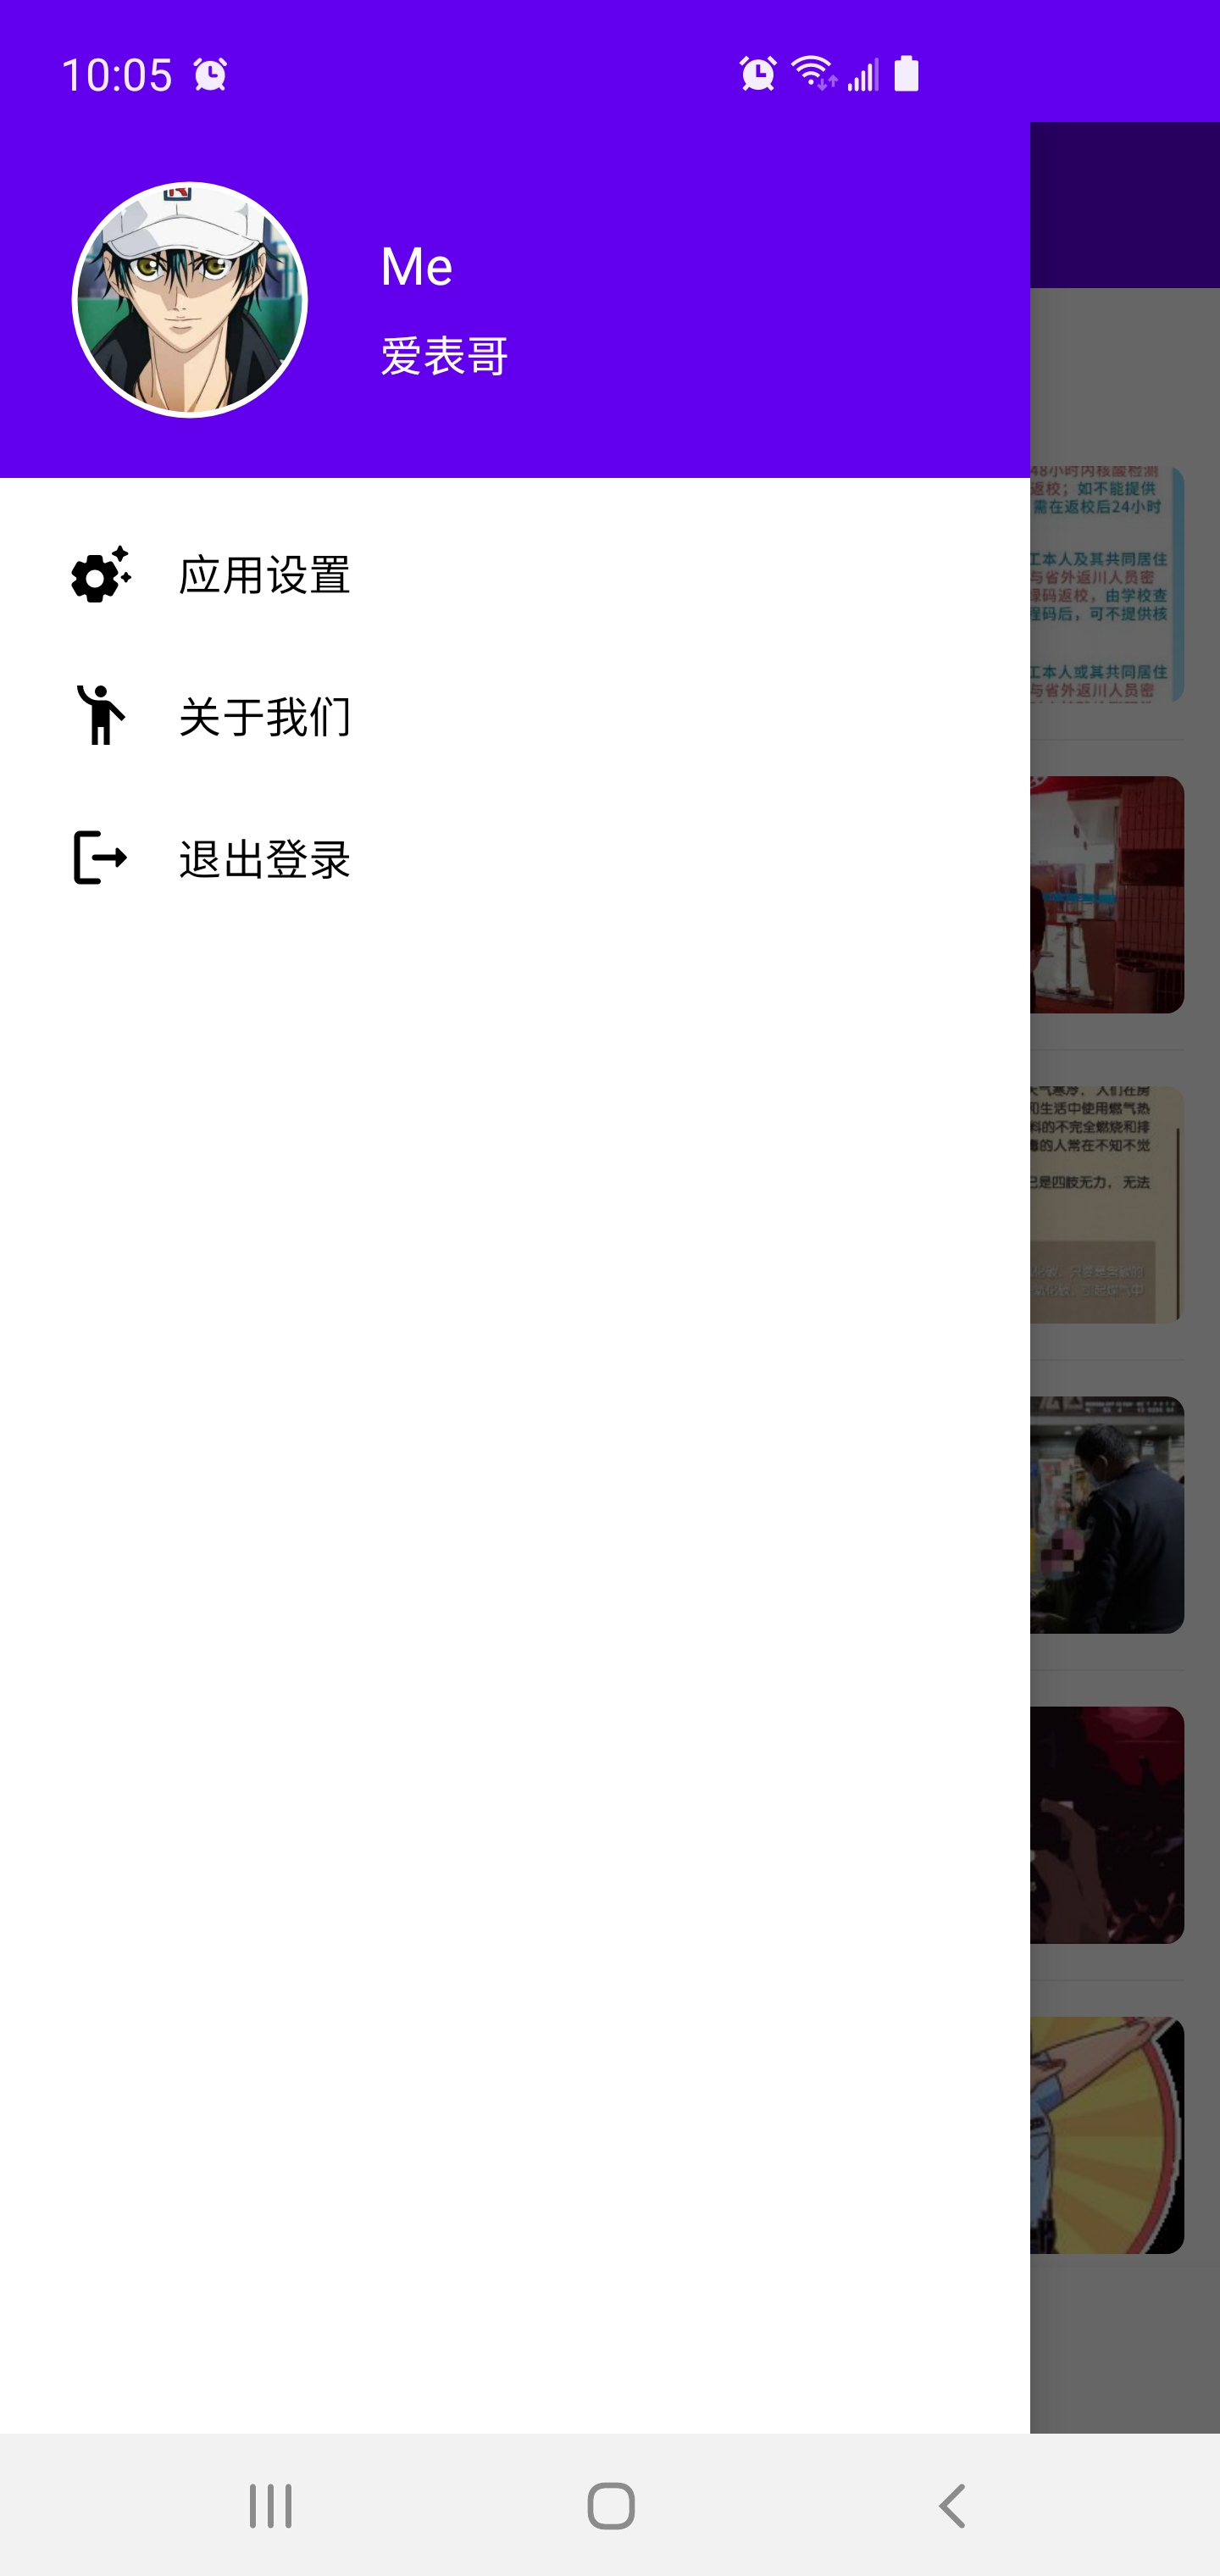 10:05
Me
爱表哥
应用设置
关于我们
退出登录
48小时内核酸检测
返校；如不能提供
需在返校后24小时
工本人及其共同居住
与省外返川人员密
绿码返校，由学校查
程码后，可不提供核
工本人或其共同居住
与省外返川人员密
天气寒冷，人们在房
和生活中使用燃气热
料的不完全燃烧和排
毒的人常在不知不觉
已是四肢无力，无法